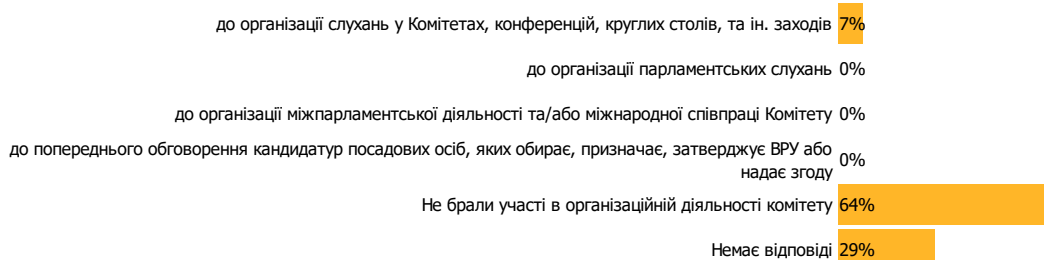 до організації слухань у Комітетах, конференцій, круглих столів, та ін. заходів 7%
до організації парламентських слухань 0%
до організації міжпарламентської діяльності та/або міжнародної співпраці Комітету 0%
до попереднього обговорення кандидатур посадових осіб, яких обирає, призначає, затверджує ВРУ або
надає згоду 0%
Не брали участі в організаційній діяльності комітету 64%
Немає відповіді 29%